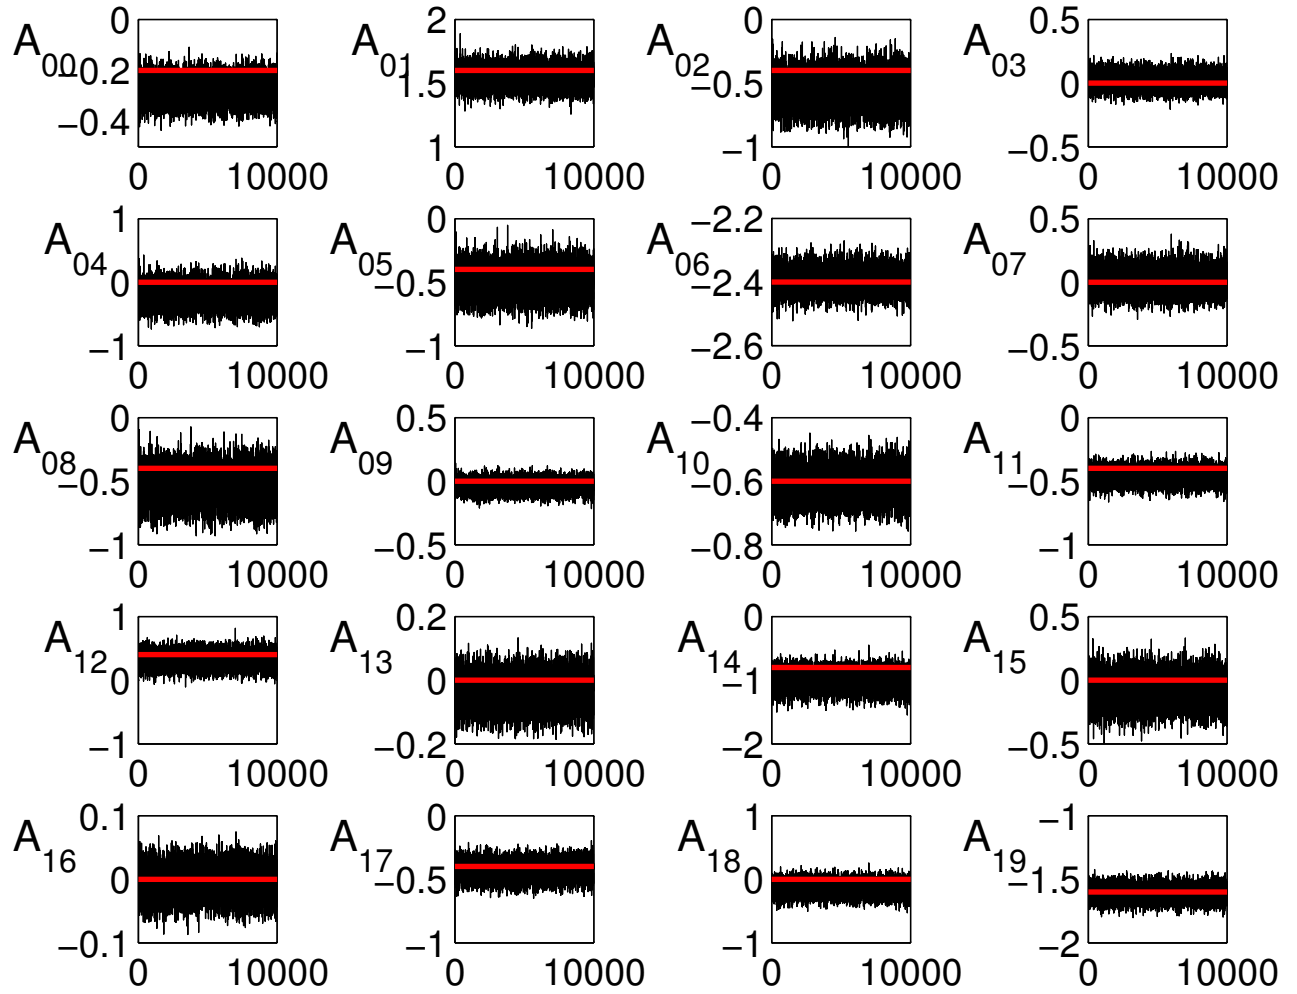 A00 0 −0.2 −0.4 0 10000
A01 2 1.5 1 0 10000
A02 0 −0.5 −1 0 10000
A03 0.5 0 −0.5 0 10000
A04 1 0 −1 0 10000
A05 0 −0.5 −1 0 10000
A06 −2.2 −2.4 −2.6 0 10000
A07 0.5 0 −0.5 0 10000
A08 0 −0.5 −1 0 10000
A09 0.5 0 −0.5 0 10000
A10 −0.4 −0.6 −0.8 0 10000
A11 0 −0.5 −1 0 10000
A12 1 0 −1 0 10000
A13 0.2 0 −0.2 0 10000
A14 0 −1 −2 0 10000
A15 0.5 0 −0.5 0 10000
A16 0.1 0 −0.1 0 10000
A17 0 −0.5 −1 0 10000
A18 1 0 −1 0 10000
A19 −1 −1.5 −2 0 10000